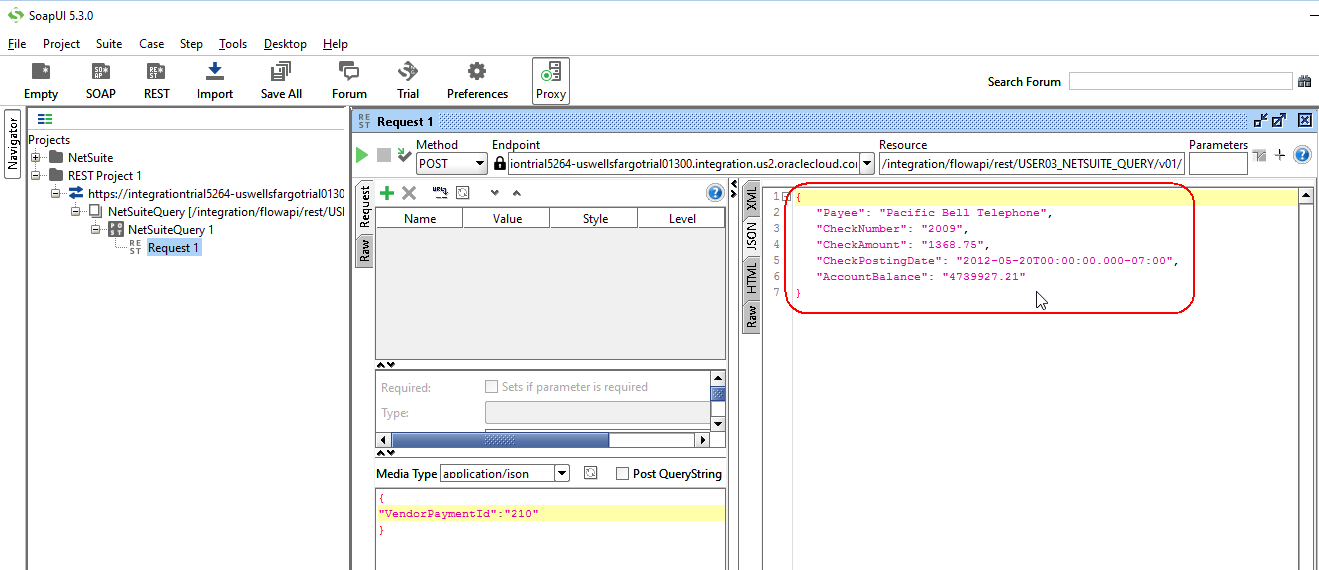 SoapUI 5.3.0
File Project Suite Case Step Tools Desktop Help
Empty SOAP REST Import Save All Forum Trial Preferences Proxy
Search Forum
Navigator
Projects
NetSuite
REST Project 1
https://integrationtrial5264-uswellsfargotrial0130
NetSuiteQuery [/integration/flowapi/rest/USI
NetSuiteQuery 1
Request 1
REST Request 1
Method Endpoint Resource Parameters
POST iontrial5264-uswellsfargotrial01300.integration.us2.oraclecloud.co /integration/flowapi/rest/USER03_NETSUITE_QUERY/v01/
Request
Raw
Name Value Style Level
Required: Sets if parameter is required
Type:
Media Type application/json Post QueryString
{
"VendorPaymentId":"210"
}
XML
JSON
HTML
Raw
1 {
2 "Payee": "Pacific Bell Telephone",
3 "CheckNumber": "2009",
4 "CheckAmount": "1368.75",
5 "CheckPostingDate": "2012-05-20T00:00:00.000-07:00",
6 "AccountBalance": "4739927.21"
7 }